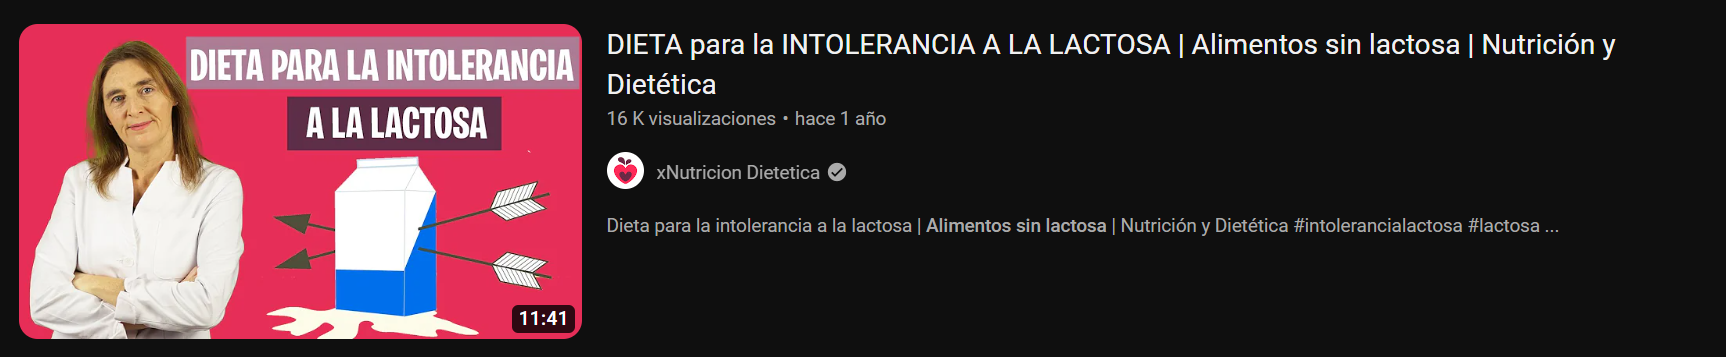 DIETA PARA LA INTOLERANCIA
A LA LACTOSA
11:41
DIETA para la INTOLERANCIA A LA LACTOSA | Alimentos sin lactosa | Nutrición y
Dietética
16 K visualizaciones • hace 1 año
xNutricion Dietetica
Dieta para la intolerancia a la lactosa | Alimentos sin lactosa | Nutrición y Dietética #intolerancialactosa #lactosa ...